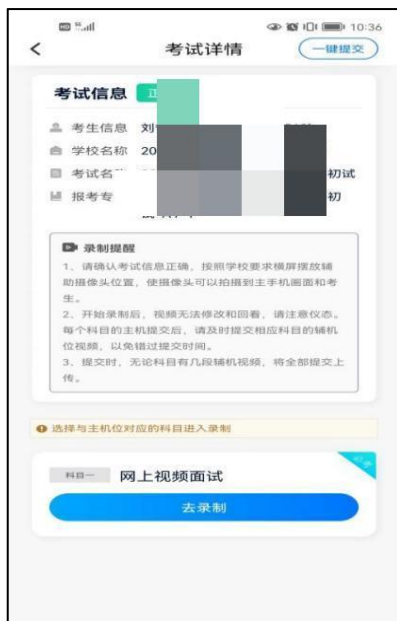 10:36
考试详情
一键提交
考试信息 正
考生信息 刘
学校名称 20
考试名 初试
报考专 初
录制提醒
1、请确认考试信息正确，按照学校要求横屏摆放辅
助摄像头位置，使摄像头可以拍摄到主手机画面和考
生。
2、开始录制后，视频无法修改和回看，请注意仪态。
每个科目的主机提交后，请及时提交相应科目的辅机
位视频，以免错过提交时间。
3、提交时，无论科目有几段辅机视频，将全部提交上
传。
选择与主机位对应的科目进入录制
科目一 网上视频面试
去录制